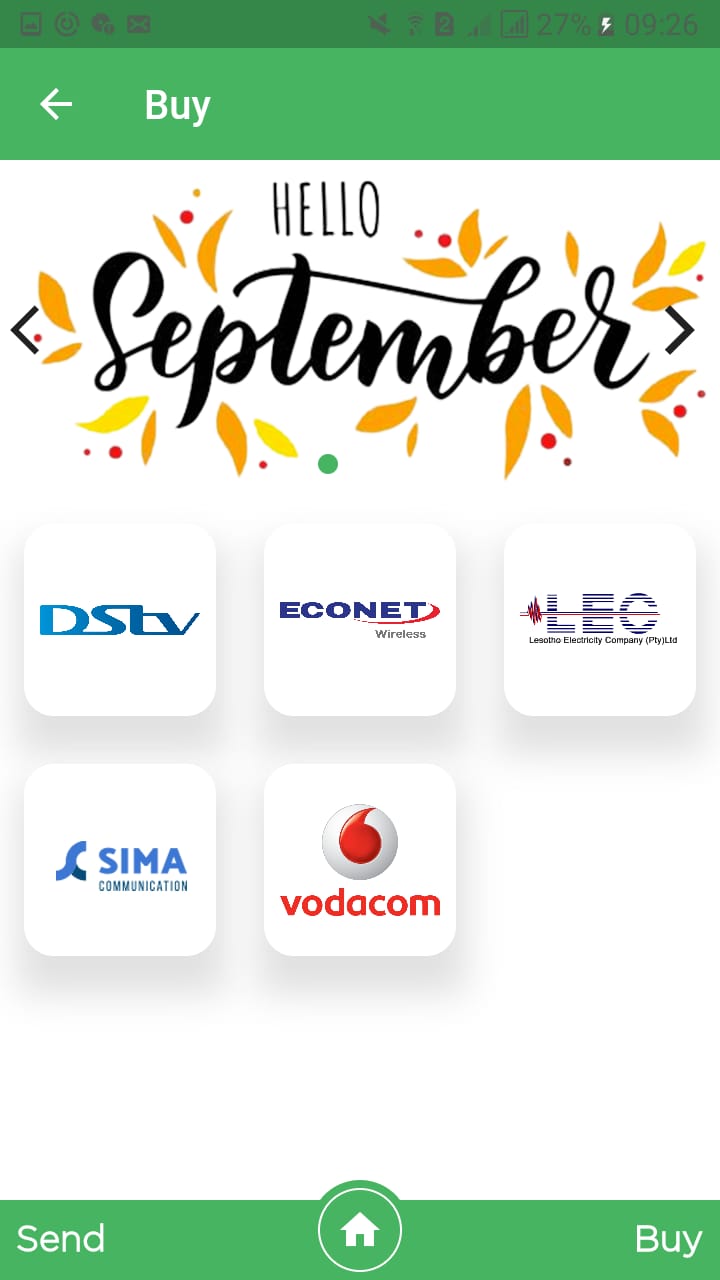 2 27% 09:26
Buy
HELLO
September
DStv
ECONET
Wireless
LEC
Lesotho Electricity Company (Pty)Ltd
SIMA
COMMUNICATION
vodacom
Send
Buy